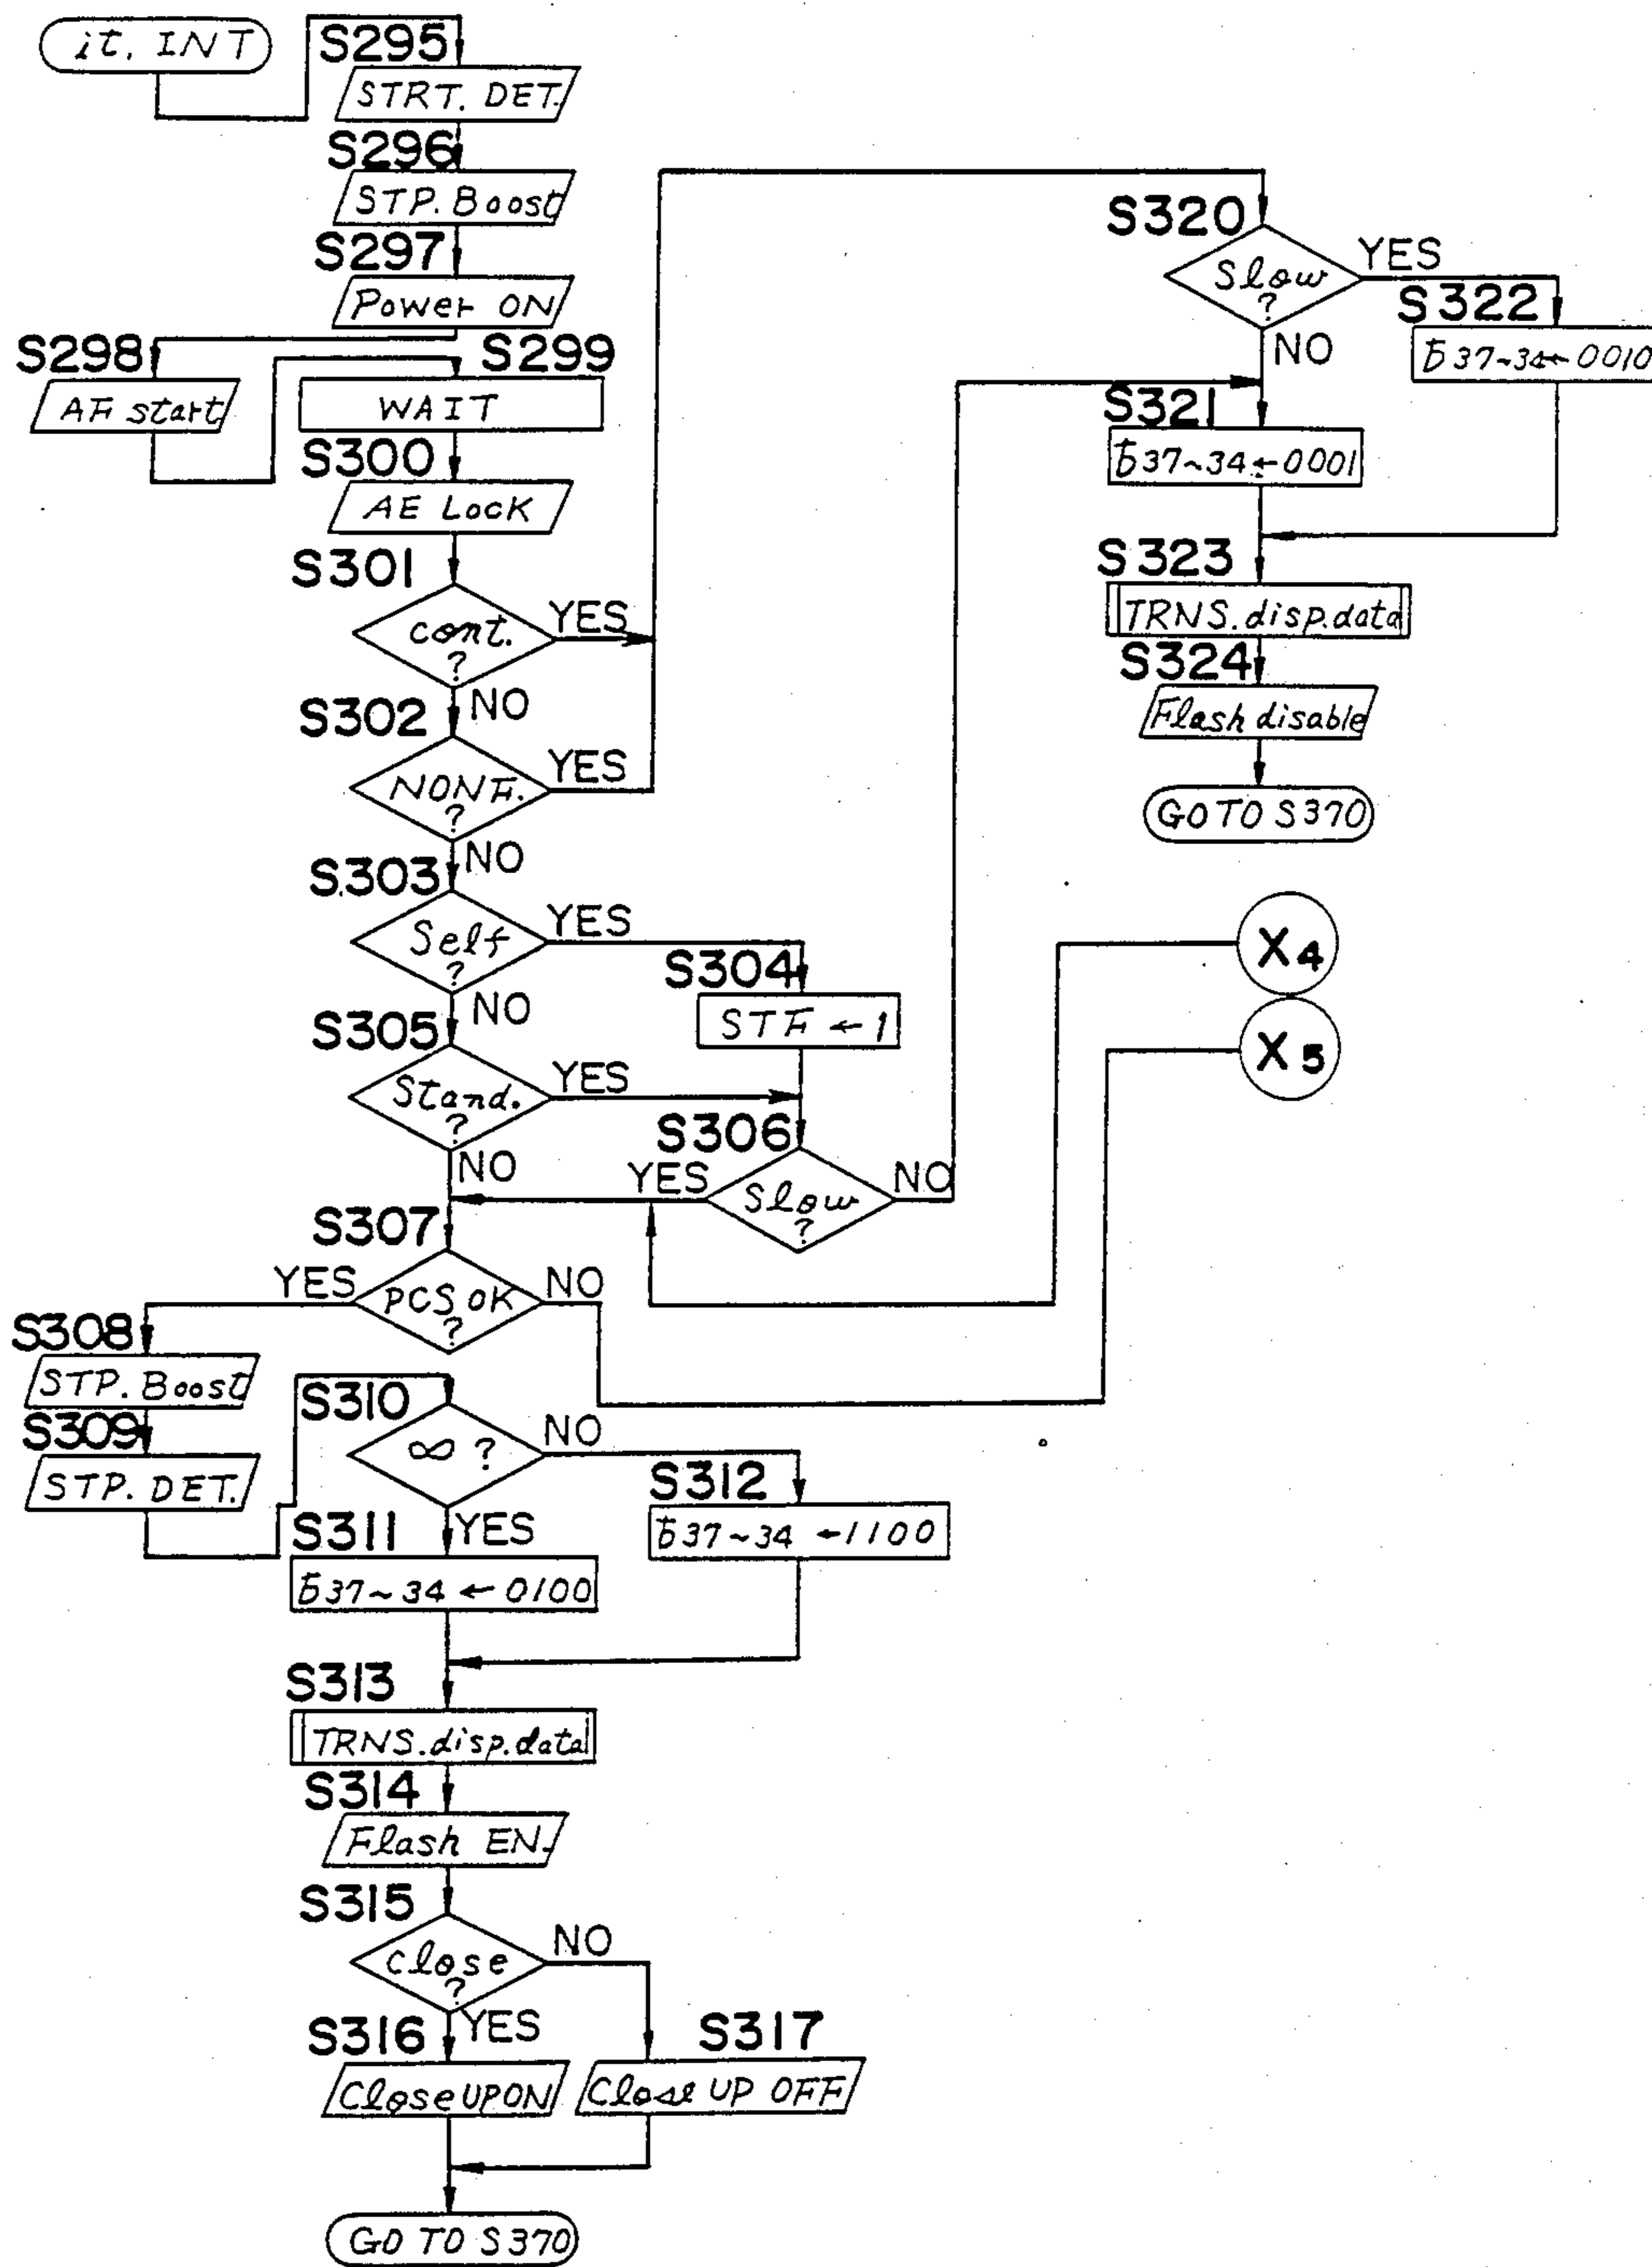 it. INT
S295
STRT. DET.
S296
STP. Boost
S297
Power ON
S298
AF start
S299
WAIT
S300
AE Lock
S301
cont.
?
YES
NO
S302
NONF.
?
YES
NO
S303
Self
?
YES
NO
S304
STF ← 1
S305
Stand.
?
YES
NO
S306
Slow
?
YES
NO
S307
PCS OK
?
YES
NO
S308
STP. Boost
S309
STP. DET.
S310
∞ ?
NO
YES
S311
b37~34 ← 0100
S312
b37~34 ← 1100
S313
TRNS. disp. data
S314
Flash EN.
S315
close
?
NO
YES
S316
Close UP ON
S317
Close UP OFF
GO TO S370
S320
Slow
?
YES
NO
S322
b37~34 ← 0010
S321
b37~34 ← 0001
S323
TRNS. disp. data
S324
Flash disable
GO TO S370
X4
X5